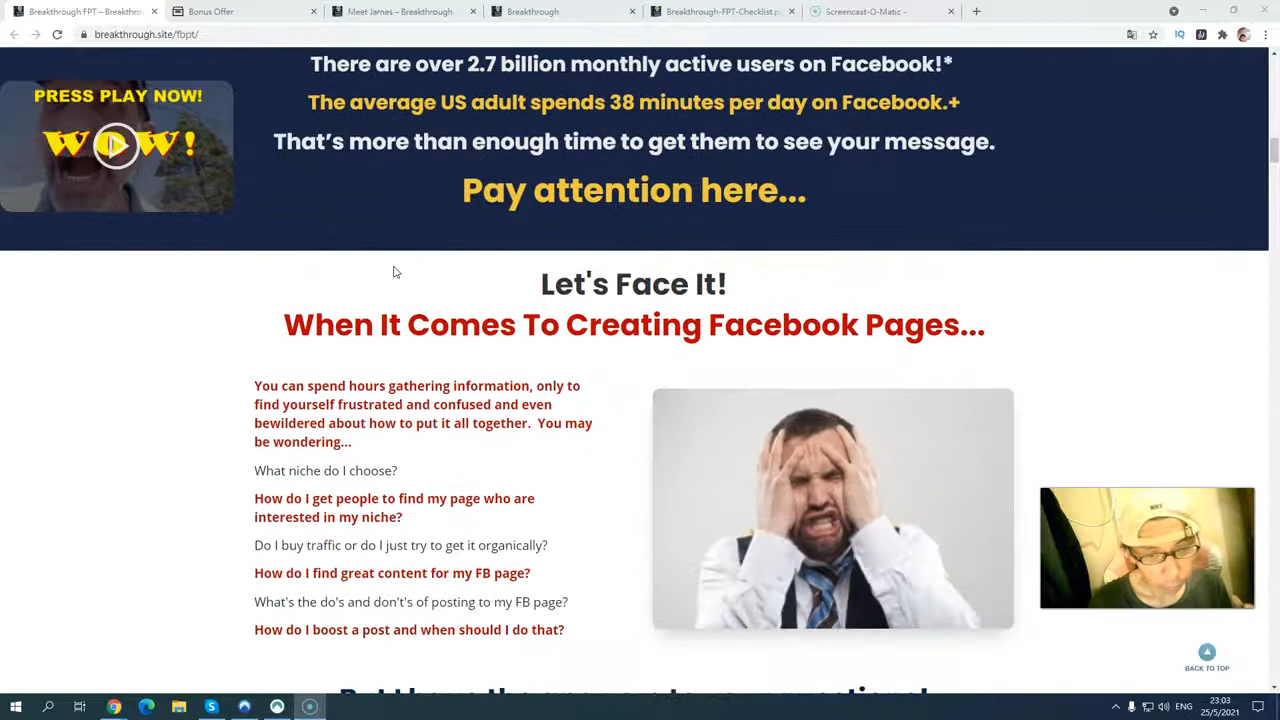 Breakthrough FPT – Breakthro
Bonus Offer
Meet James – Breakthrough
Breakthrough
Breakthrough-FPT-Checklist.p
Screencast-O-Matic -
breakthrough.site/fbpt/
There are over 2.7 billion monthly active users on Facebook!*
The average US adult spends 38 minutes per day on Facebook.+
That’s more than enough time to get them to see your message.
Pay attention here...
PRESS PLAY NOW!
WOW!
Let's Face It!
When It Comes To Creating Facebook Pages...
You can spend hours gathering information, only to
find yourself frustrated and confused and even
bewildered about how to put it all together. You may
be wondering...
What niche do I choose?
How do I get people to find my page who are
interested in my niche?
Do I buy traffic or do I just try to get it organically?
How do I find great content for my FB page?
What's the do's and don't's of posting to my FB page?
How do I boost a post and when should I do that?
BACK TO TOP
ENG
23:03
25/5/2021